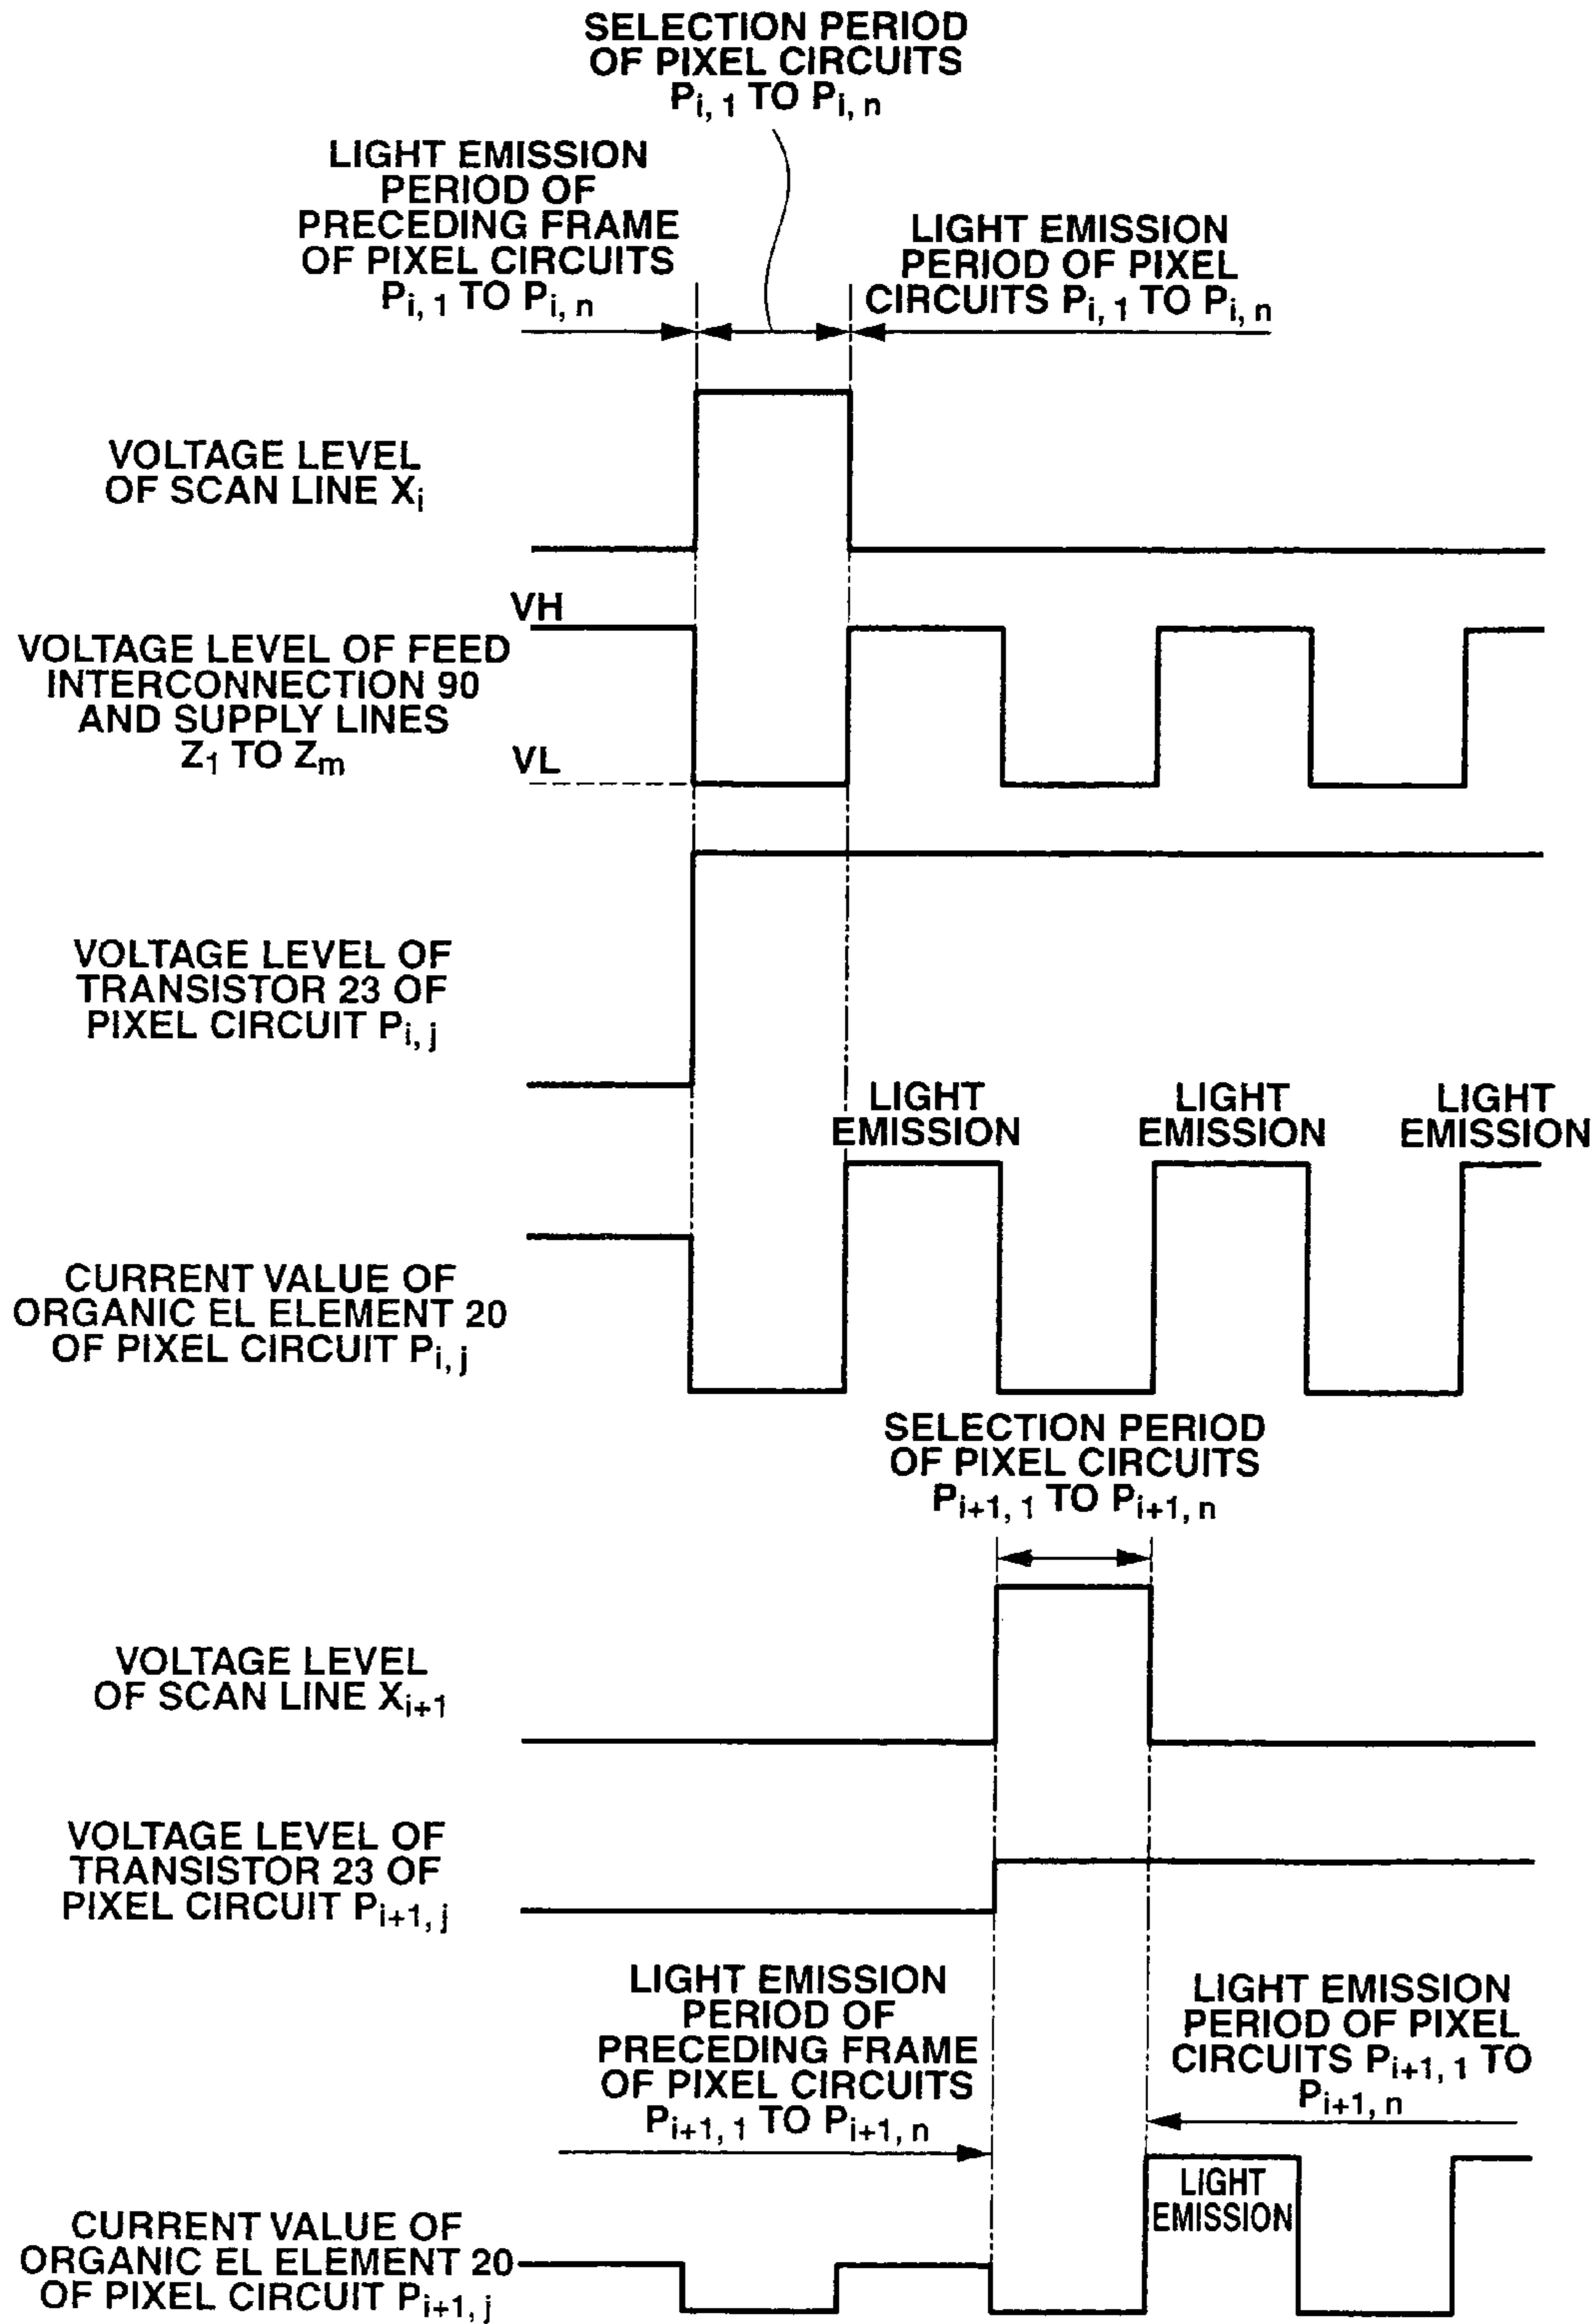 SELECTION PERIOD
OF PIXEL CIRCUITS
Pi, 1 TO Pi, n
LIGHT EMISSION
PERIOD OF
PRECEDING FRAME
OF PIXEL CIRCUITS
Pi, 1 TO Pi, n
LIGHT EMISSION
PERIOD OF PIXEL
CIRCUITS Pi, 1 TO Pi, n
VOLTAGE LEVEL
OF SCAN LINE Xi
VH
VOLTAGE LEVEL OF FEED
INTERCONNECTION 90
AND SUPPLY LINES
Z1 TO Zm
VL
VOLTAGE LEVEL OF
TRANSISTOR 23 OF
PIXEL CIRCUIT Pi, j
LIGHT
EMISSION
LIGHT
EMISSION
LIGHT
EMISSION
CURRENT VALUE OF
ORGANIC EL ELEMENT 20
OF PIXEL CIRCUIT Pi, j
SELECTION PERIOD
OF PIXEL CIRCUITS
Pi+1, 1 TO Pi+1, n
VOLTAGE LEVEL
OF SCAN LINE Xi+1
VOLTAGE LEVEL OF
TRANSISTOR 23 OF
PIXEL CIRCUIT Pi+1, j
LIGHT EMISSION
PERIOD OF
PRECEDING FRAME
OF PIXEL CIRCUITS
Pi+1, 1 TO Pi+1, n
LIGHT EMISSION
PERIOD OF PIXEL
CIRCUITS Pi+1, 1 TO
Pi+1, n
LIGHT
EMISSION
CURRENT VALUE OF
ORGANIC EL ELEMENT 20
OF PIXEL CIRCUIT Pi+1, j